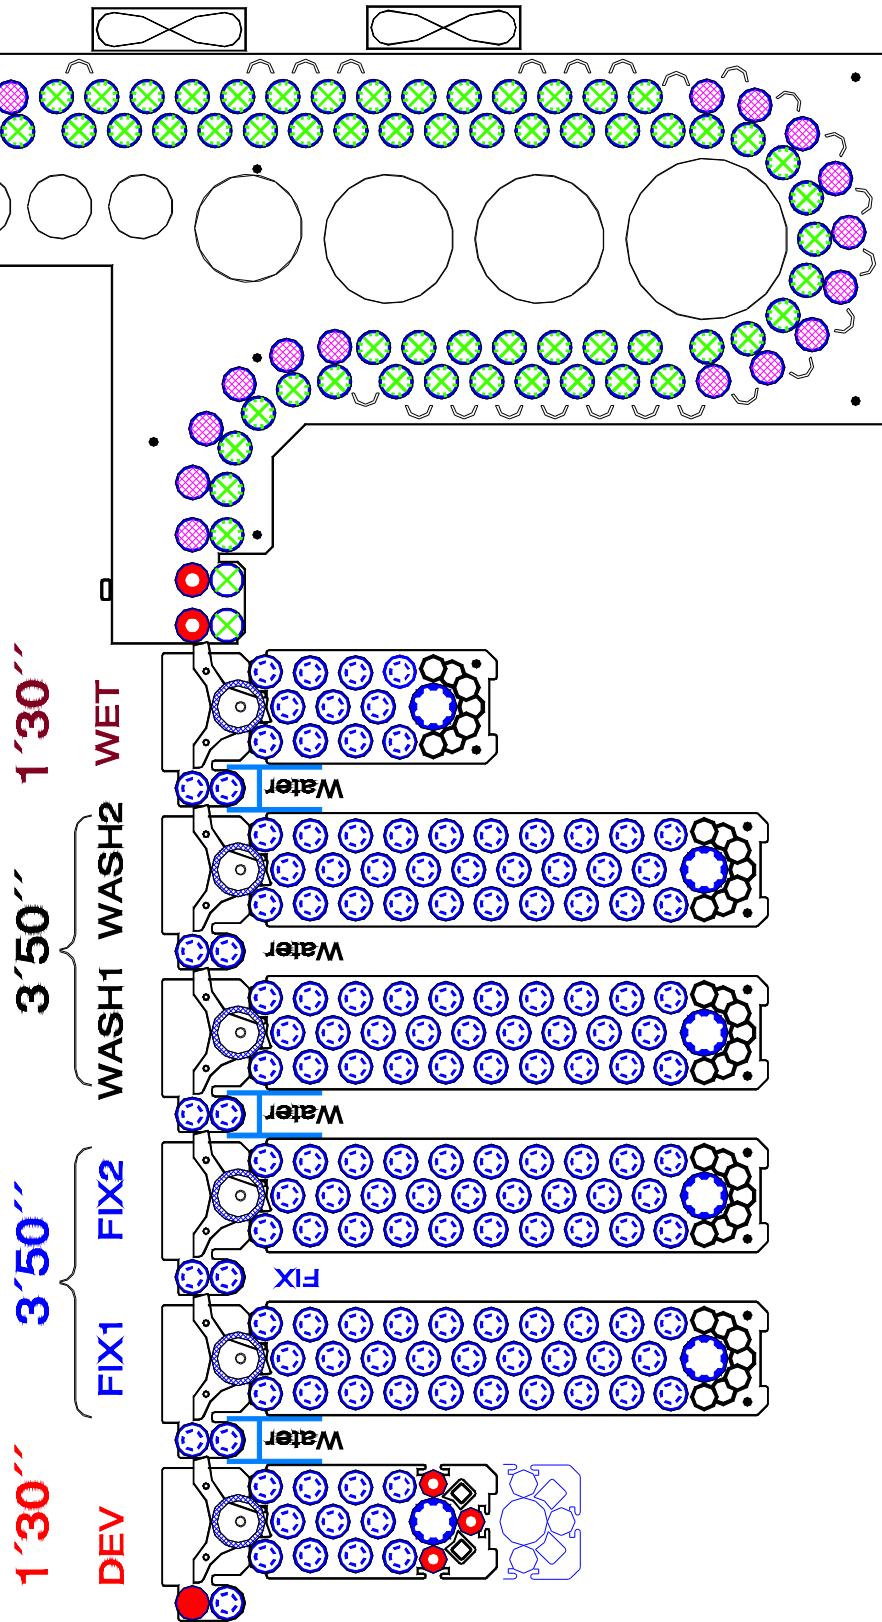 1´30´´
WET
Water
3´50´´
WASH2
Water
WASH1
Water
3´50´´
FIX2
FIX
FIX1
Water
1´30´´
DEV